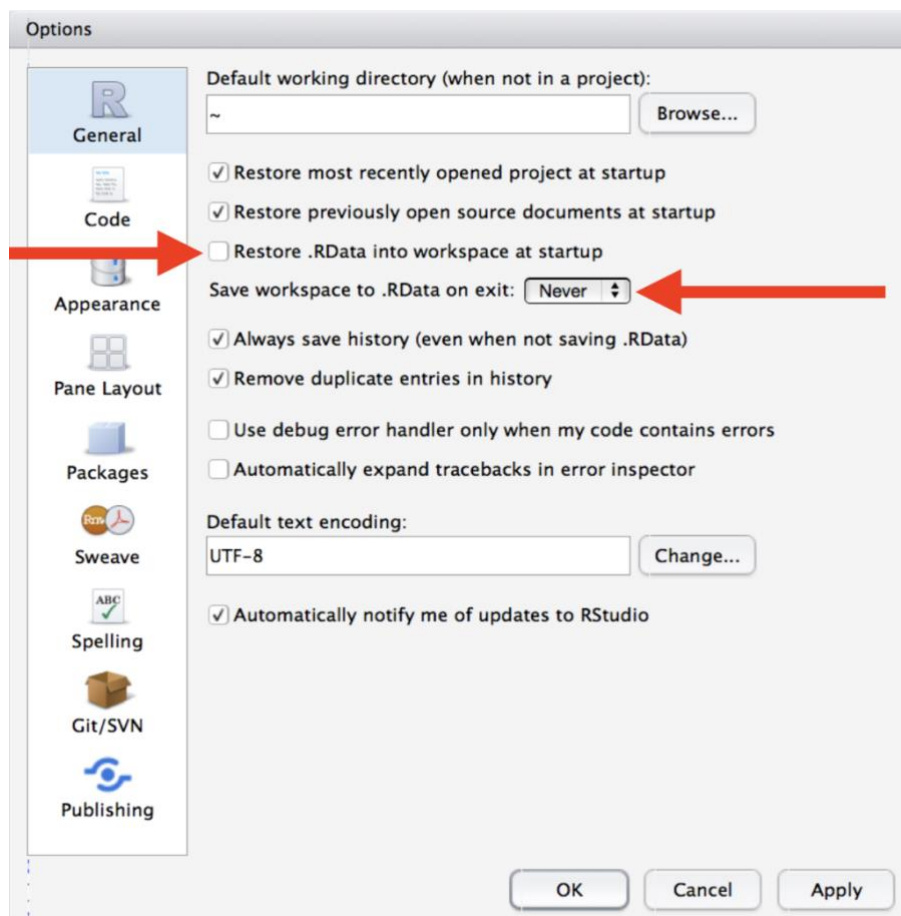 Options
General
Code
Appearance
Pane Layout
Packages
Rnw
Sweave
ABC
Spelling
Git/SVN
Publishing
Default working directory (when not in a project):
~
Browse...
Restore most recently opened project at startup
Restore previously open source documents at startup
Restore .RData into workspace at startup
Save workspace to .RData on exit: Never
Always save history (even when not saving .RData)
Remove duplicate entries in history
Use debug error handler only when my code contains errors
Automatically expand tracebacks in error inspector
Default text encoding:
UTF-8
Change...
Automatically notify me of updates to RStudio
OK
Cancel
Apply